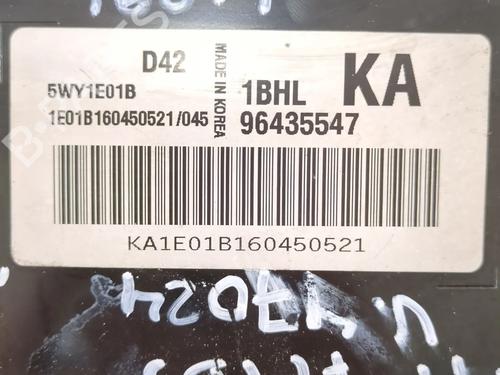 D42
MADE IN KOREA
1BHL KA
5WY1E01B
1E01B160450521/045
96435547
KA1E01B160450521